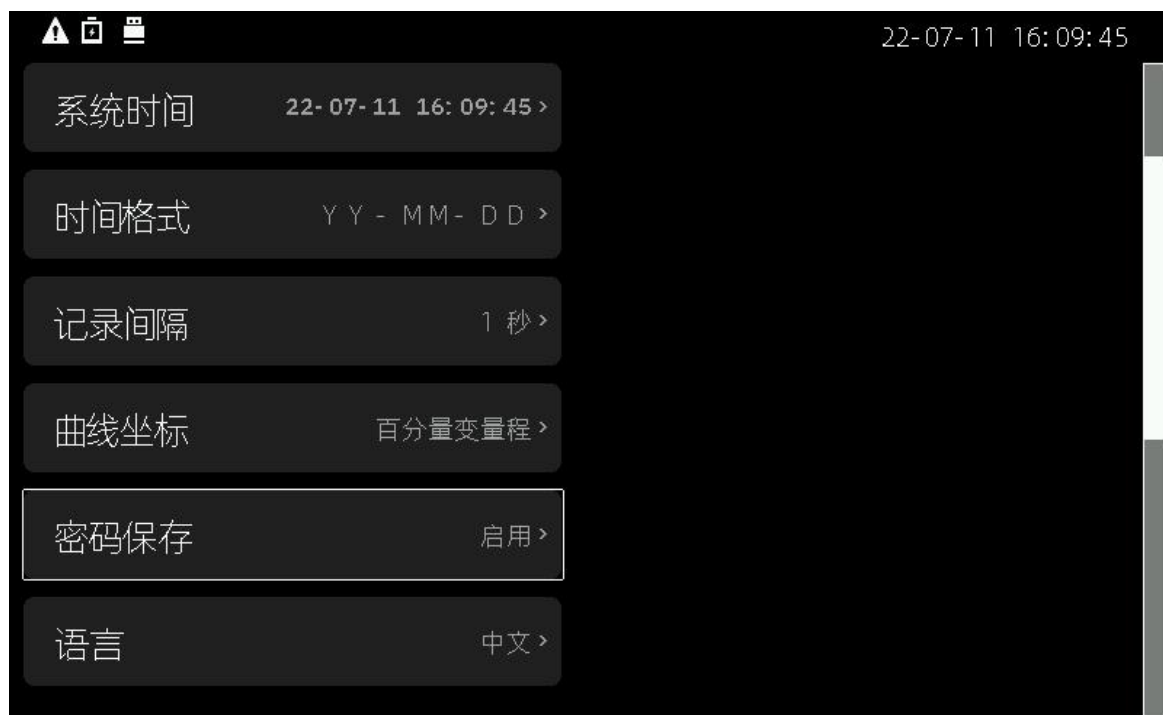 22-07-11 16:09:45
系统时间 22-07-11 16:09:45 >
时间格式 YY-MM-DD >
记录间隔 1 秒 >
曲线坐标 百分量变量程 >
密码保存 启用 >
语言 中文 >